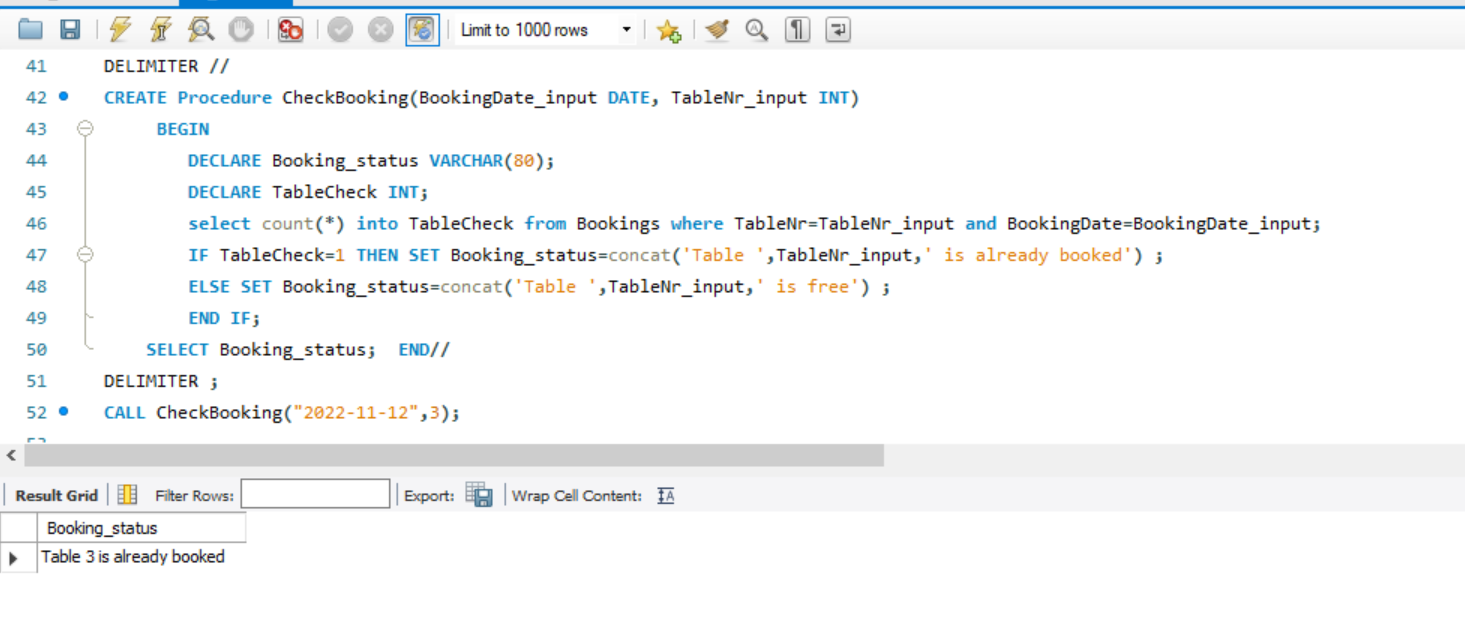 Limit to 1000 rows
41 DELIMITER //
42 CREATE Procedure CheckBooking(BookingDate_input DATE, TableNr_input INT)
43 BEGIN
44 DECLARE Booking_status VARCHAR(80);
45 DECLARE TableCheck INT;
46 select count(*) into TableCheck from Bookings where TableNr=TableNr_input and BookingDate=BookingDate_input;
47 IF TableCheck=1 THEN SET Booking_status=concat('Table ',TableNr_input,' is already booked') ;
48 ELSE SET Booking_status=concat('Table ',TableNr_input,' is free') ;
49 END IF;
50 SELECT Booking_status; END//
51 DELIMITER ;
52 CALL CheckBooking("2022-11-12",3);
Result Grid Filter Rows: Export: Wrap Cell Content:
Booking_status
Table 3 is already booked